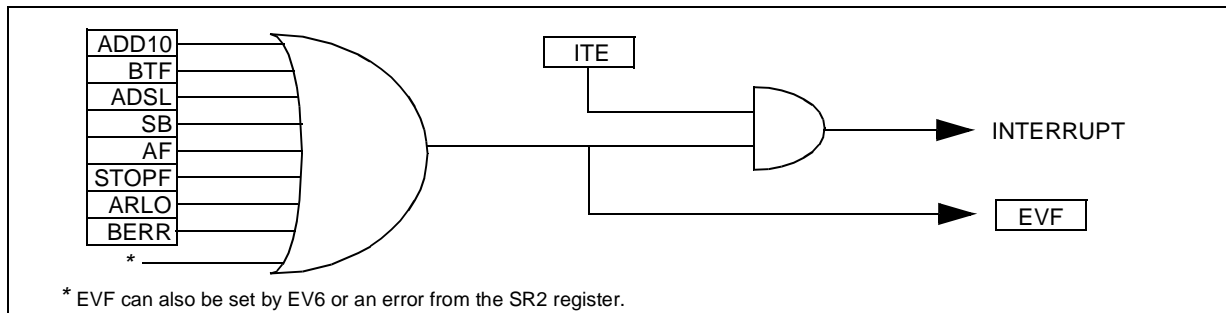 ADD10
BTF
ADSL
SB
AF
STOPF
ARLO
BERR
*
ITE
INTERRUPT
EVF
* EVF can also be set by EV6 or an error from the SR2 register.